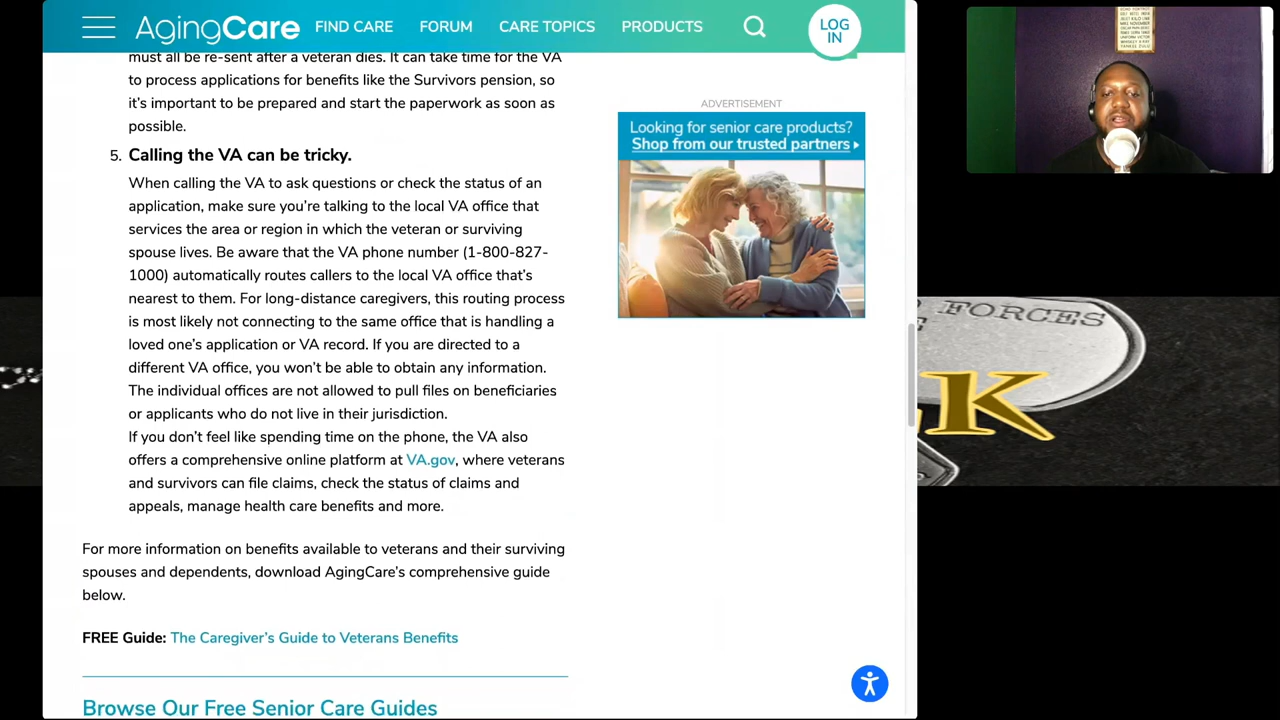 AgingCare
FIND CARE
UM
CARE TOPICS
PRODUCTS
LOG
IN
must all be re-sent after a veteran dies. It can take time for the VA
to process applications for benefits like the Survivors pension, so
it's important to be prepared and start the paperwork as soon as
possible.
5. Calling the VA can be tricky.
When calling the VA to ask questions or check the status of an
application, make sure you're talking to the local VA office that
services the area or region in which the veteran or surviving
spouse lives. Be aware that the VA phone number (1-800-827-
1000) automatically routes callers to the local VA office that's
nearest to them. For long-distance caregivers, this routing process
is most likely not connecting to the same office that is handling a
loved one's application or VA record. If you are directed to a
different VA office, you won't be able to obtain any information.
The individual offices are not allowed to pull files on beneficiaries
or applicants who do not live in their jurisdiction.
If you don't feel like spending time on the phone, the VA also
offers a comprehensive online platform at VA.gov, where veterans
and survivors can file claims, check the status of claims and
appeals, manage health care benefits and more.
For more information on benefits available to veterans and their surviving
spouses and dependents, download AgingCare's comprehensive guide
below.
FREE Guide: The Caregiver's Guide to Veterans Benefits
Browse Our Free Senior Care Guides
ADVERTISEMENT
Looking for senior care products?
Shop from our trusted partners
FORCES
K